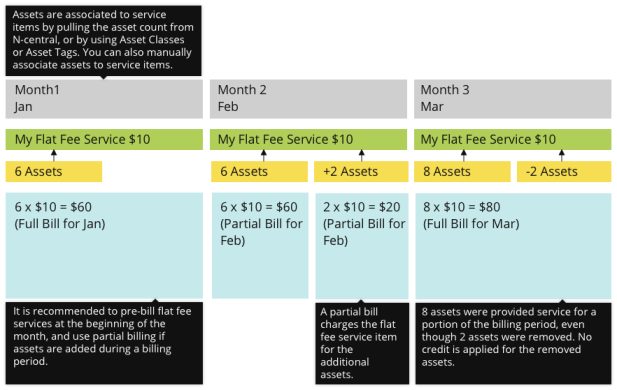 Assets are associated to service
items by pulling the asset count from
N-central, or by using Asset Classes
or Asset Tags. You can also manually
associate assets to service items.
Month1
Jan
Month 2
Feb
Month 3
Mar
My Flat Fee Service $10
My Flat Fee Service $10
My Flat Fee Service $10
6 Assets
6 Assets
+2 Assets
8 Assets
-2 Assets
6 x $10 = $60
(Full Bill for Jan)
6 x $10 = $60
(Partial Bill for
Feb)
2 x $10 = $20
(Partial Bill for
Feb)
8 x $10 = $80
(Full Bill for Mar)
It is recommended to pre-bill flat fee
services at the beginning of the
month, and use partial billing if
assets are added during a billing
period.
A partial bill
charges the flat
fee service item
for the
additional
assets.
8 assets were provided service for a
portion of the billing period, even
though 2 assets were removed. No
credit is applied for the removed
assets.